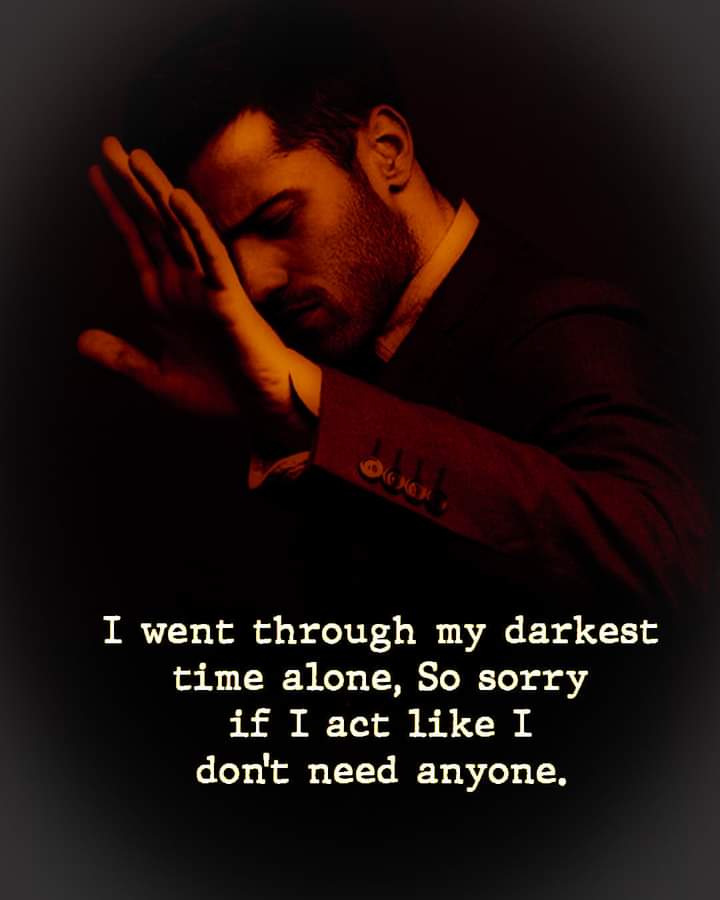 I went through my darkest
time alone, So sorry
if I act like I
don't need anyone.